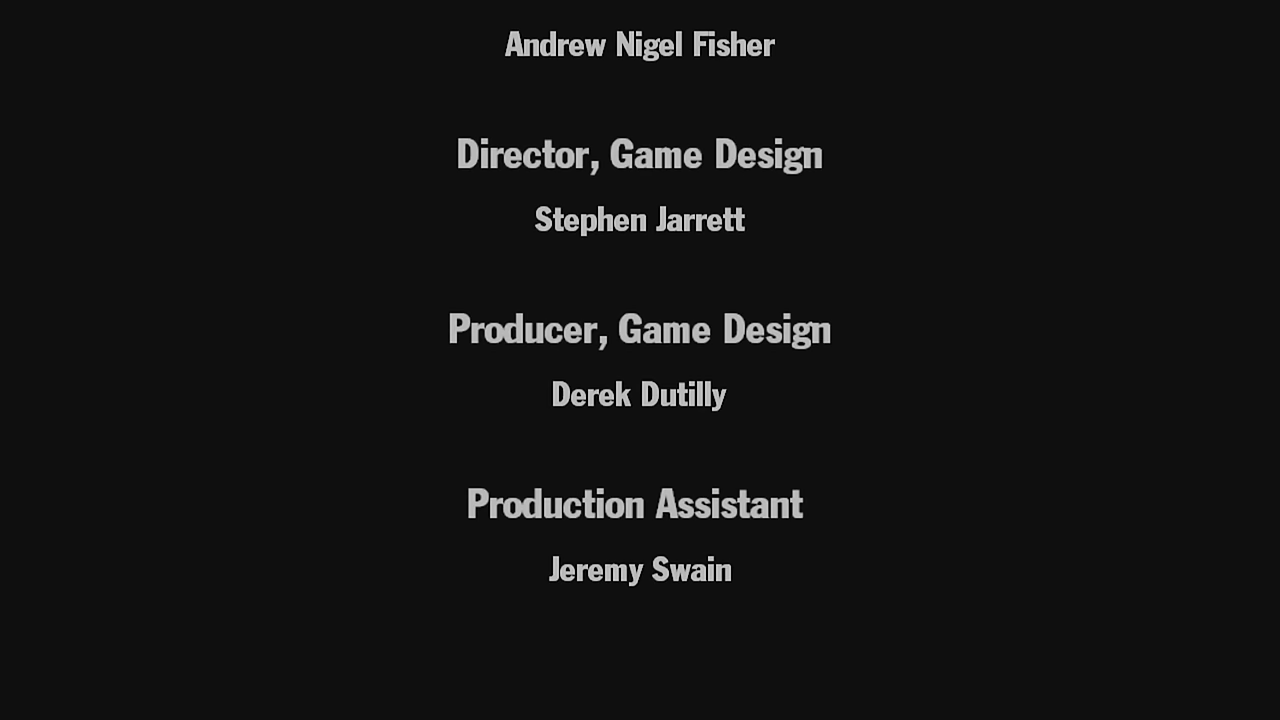 Andrew Nigel Fisher
Director, Game Design
Stephen Jarrett
Producer, Game Design
Derek Dutilly
Production Assistant
Jeremy Swain